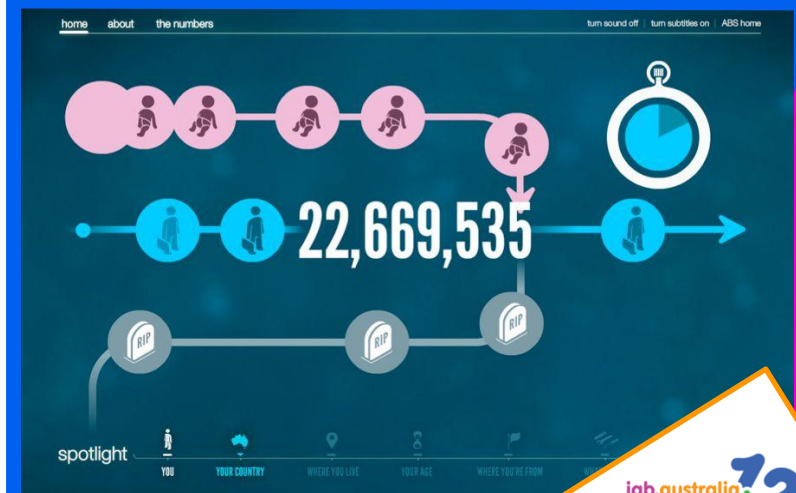 home about the numbers
turn sound off | turn subtitles on | ABS home
22,669,535
RIP
RIP
RIP
spotlight
YOU
YOUR COUNTRY
WHERE YOU LIVE
YOUR AGE
WHERE YOU'RE FROM
iab.australia